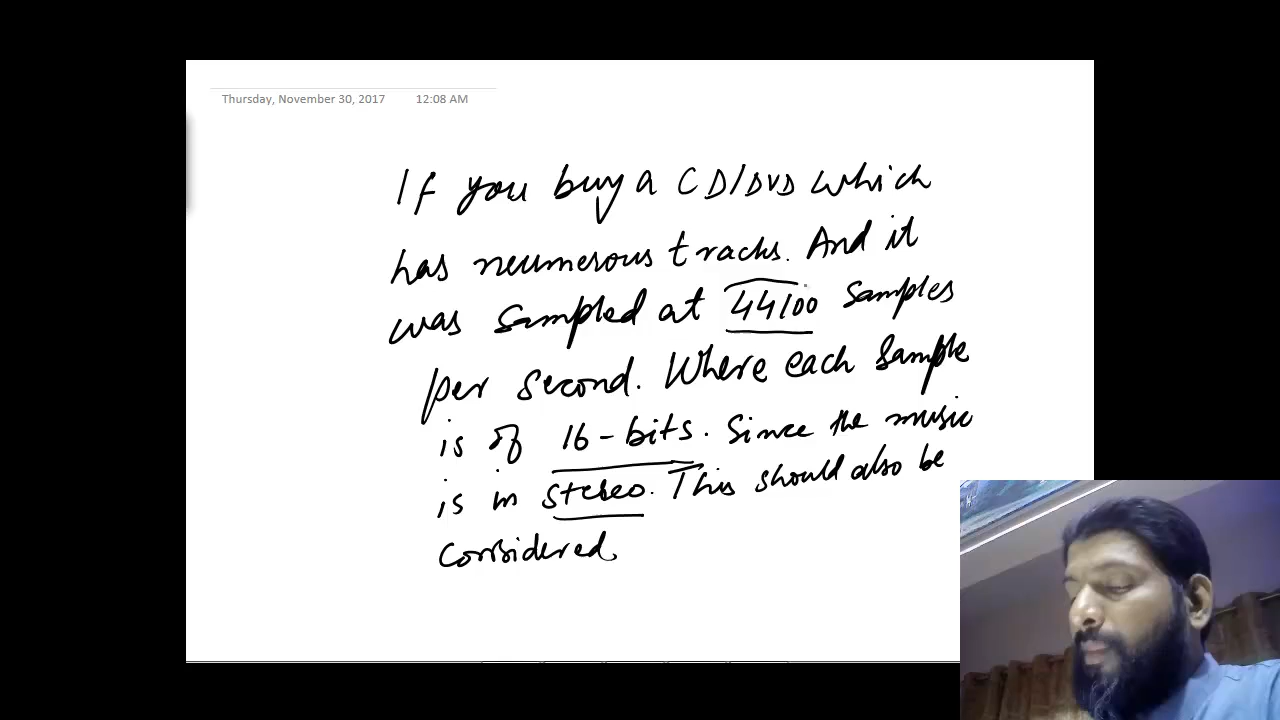 Thursday, November 30, 2017 12:08 AM
If you buy a CD/DVD which
has neumerous tracks. And it
was sampled at 44100 samples
per second. Where each sample
is of 16-bits. Since the music
is in stereo. This should also be
considered